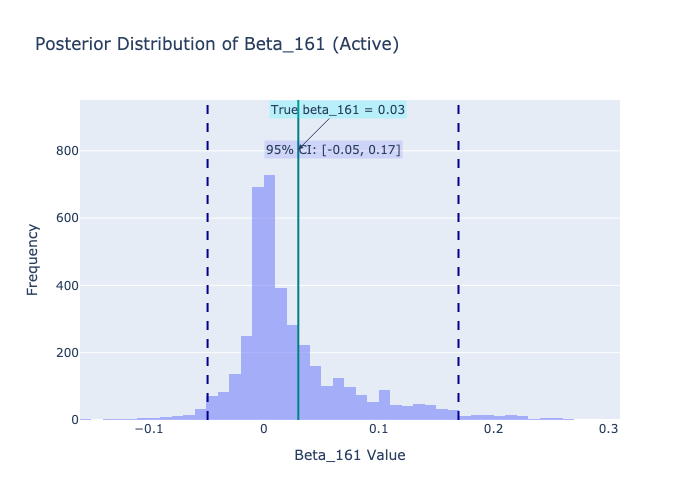 Posterior Distribution of Beta_161 (Active)
True beta_161 = 0.03
95% CI: [-0.05, 0.17]
800
600
400
200
0
Frequency
−0.1
0
0.1
0.2
0.3
Beta_161 Value